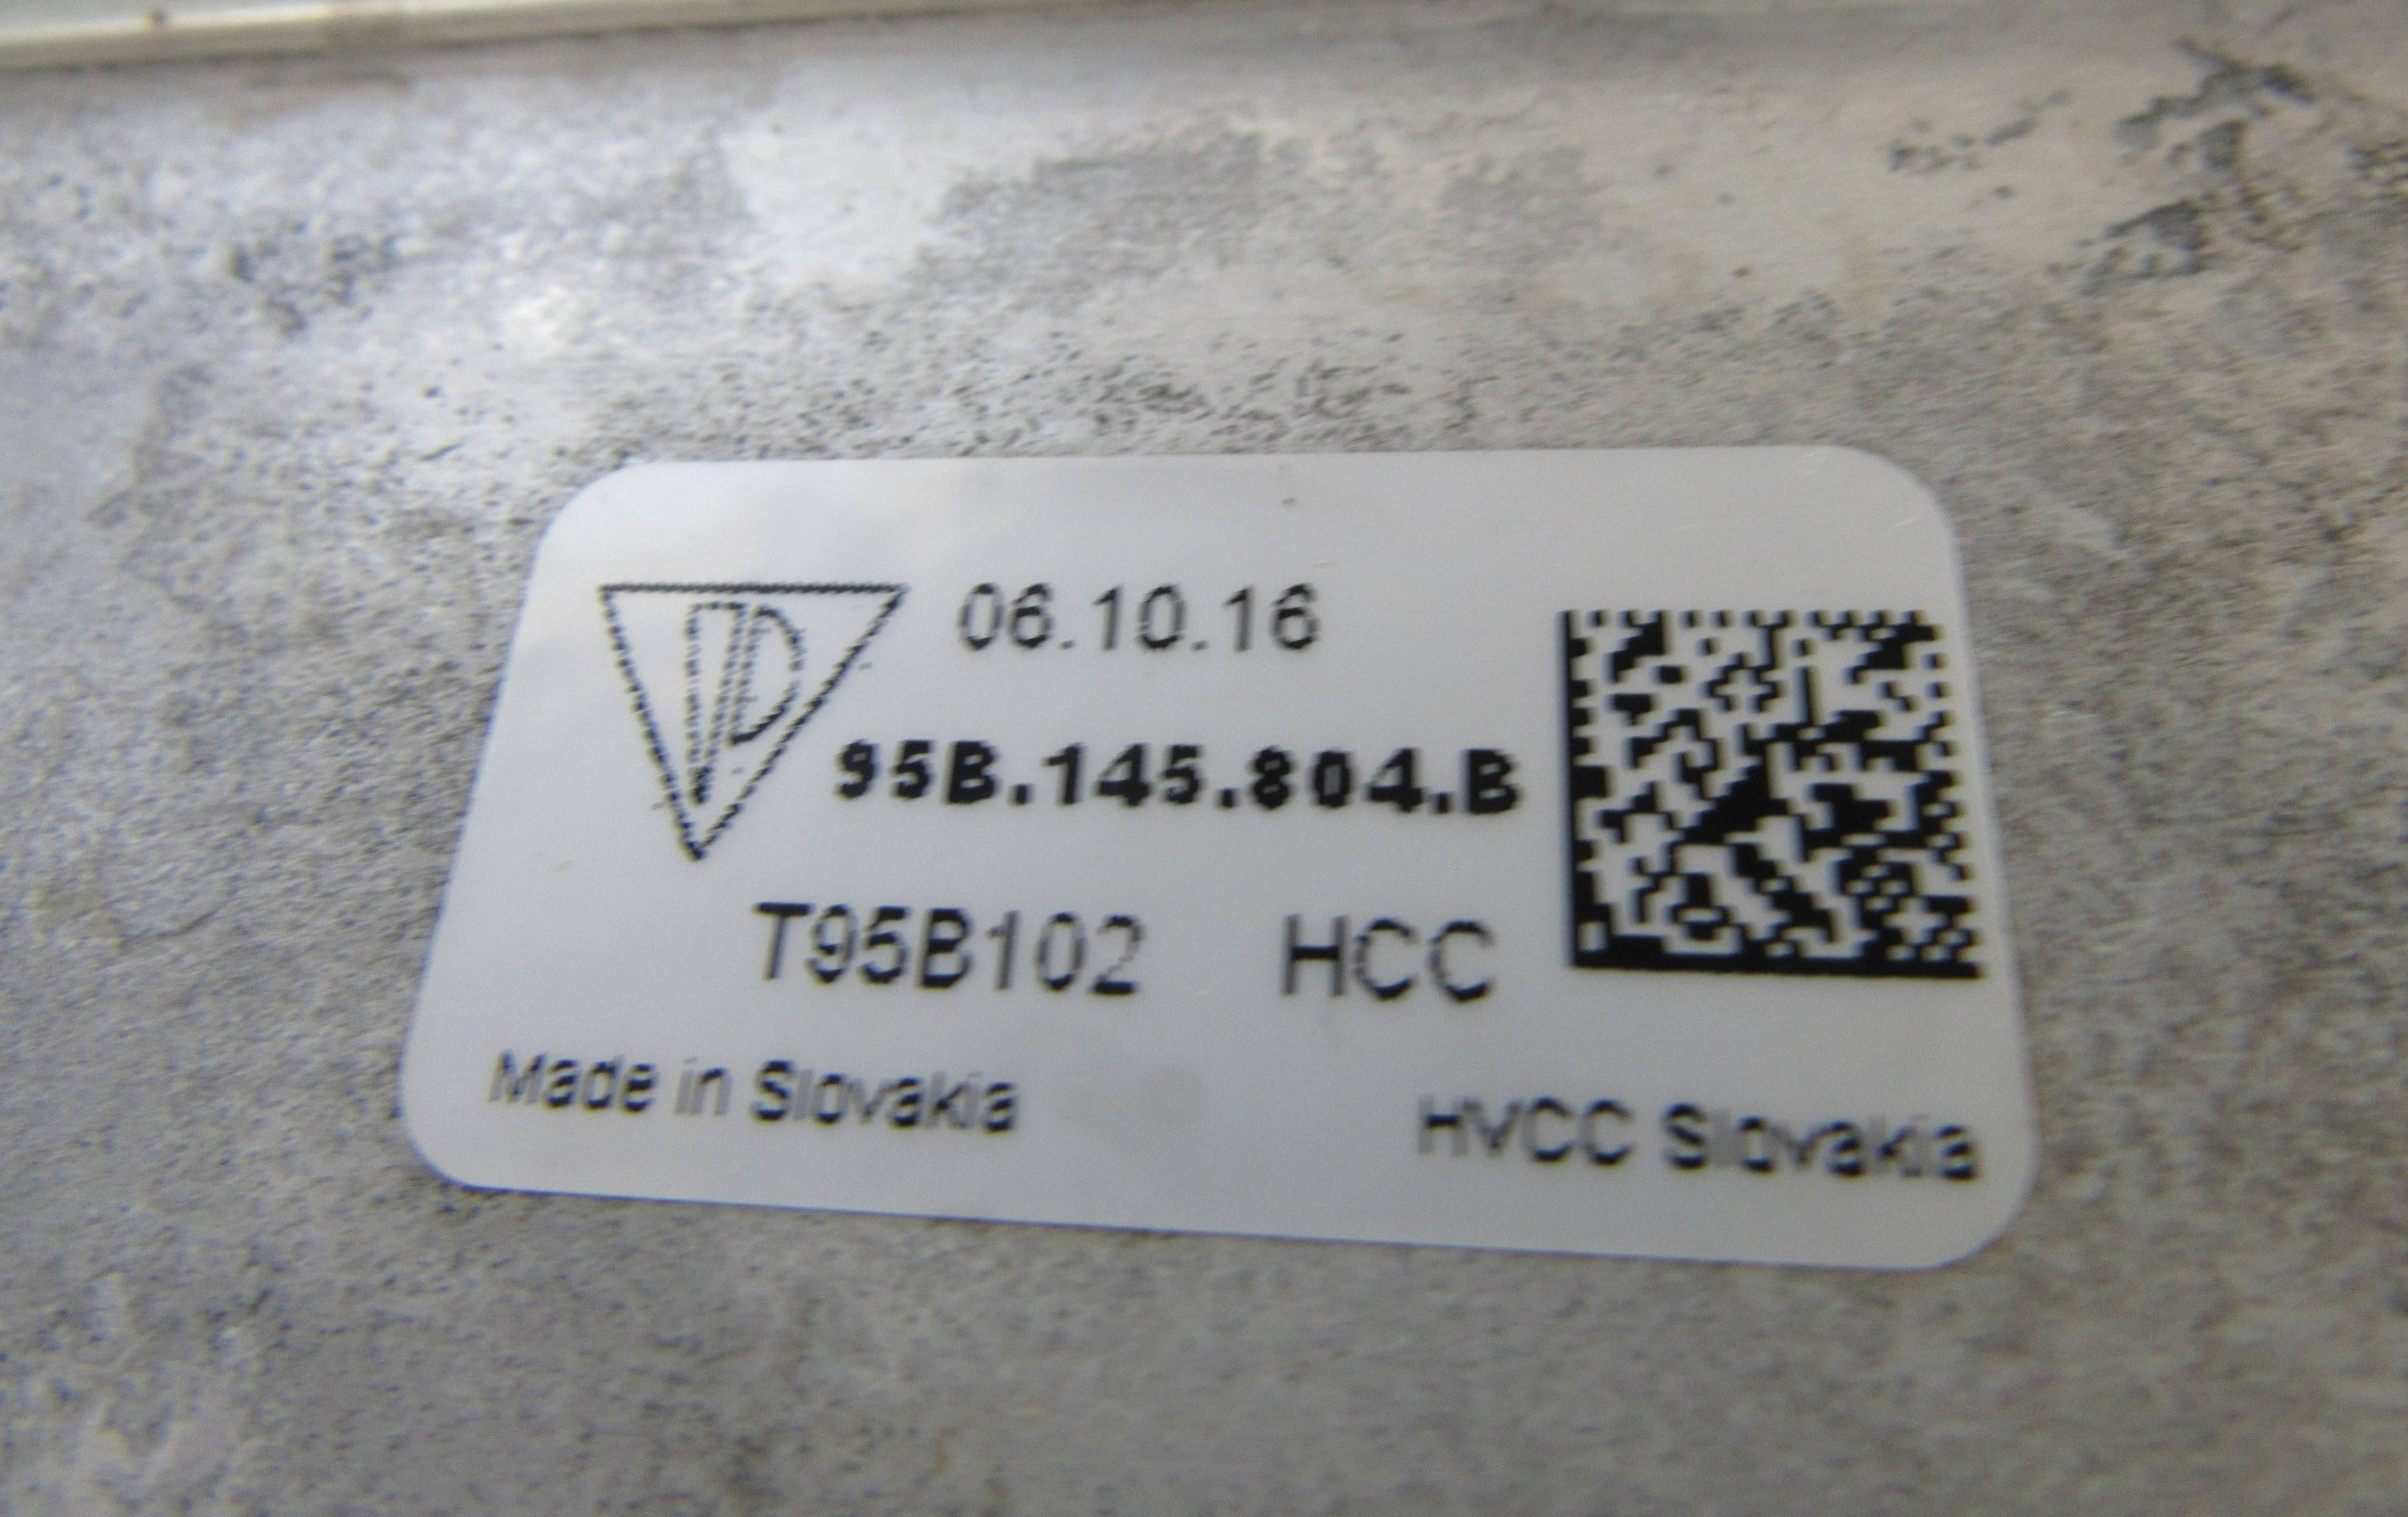 06.10.16
95B.145.804.B
T95B102 HCC
Made in Slovakia HVCC Slovakia